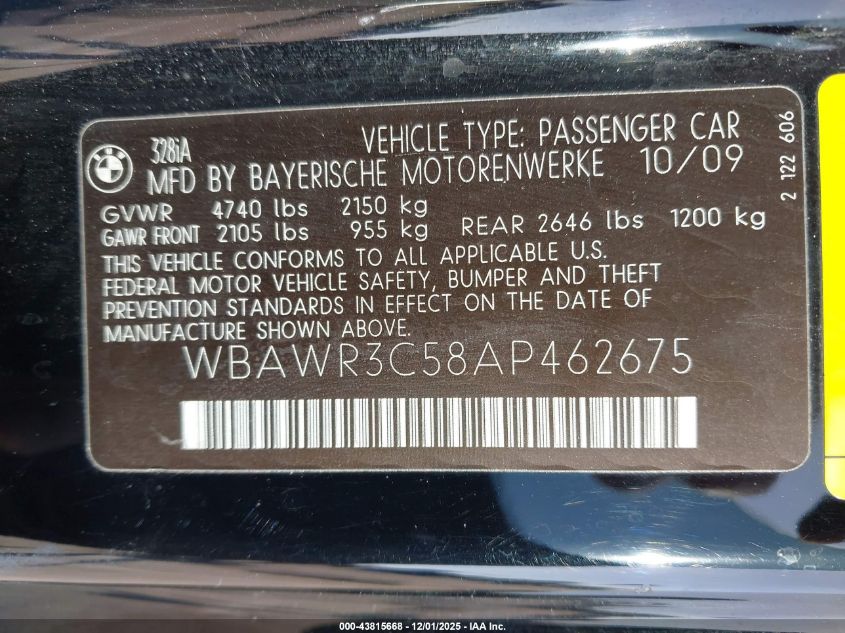 BMW
328iA
VEHICLE TYPE: PASSENGER CAR
MFD BY BAYERISCHE MOTORENWERKE 10/09
GVWR 4740 lbs 2150 kg
GAWR FRONT 2105 lbs 955 kg REAR 2646 lbs 1200 kg
THIS VEHICLE CONFORMS TO ALL APPLICABLE U.S.
FEDERAL MOTOR VEHICLE SAFETY, BUMPER AND THEFT
PREVENTION STANDARDS IN EFFECT ON THE DATE OF
MANUFACTURE SHOWN ABOVE.
WBAWR3C58AP462675
2 122 606
000-43815668 - 12/01/2025 - IAA Inc.